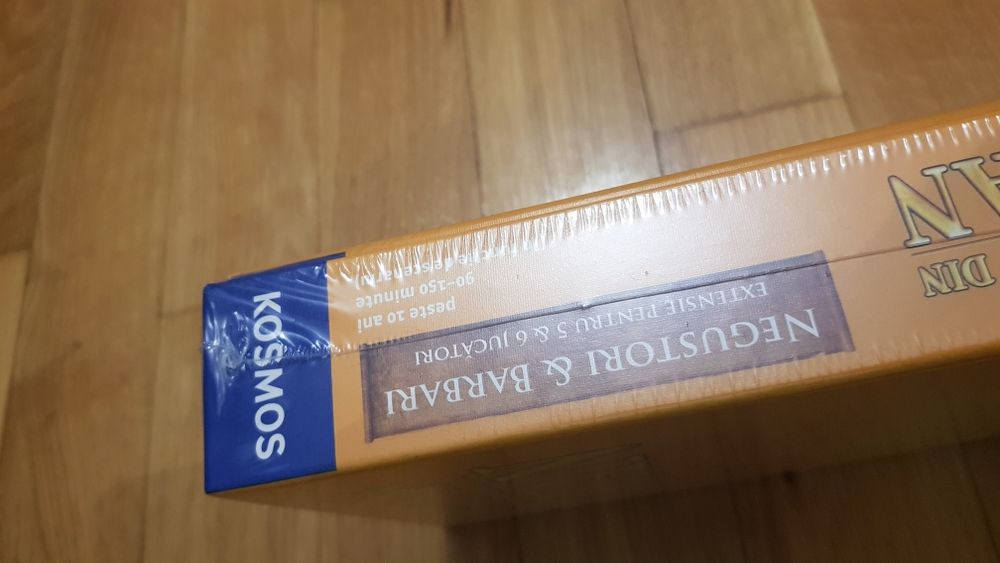 DIN
NEGUSTORI & BARBARI
EXTENSIE PENTRU 5 & 6 JUCĂTORI
peste 10 ani
90-150 minute
KOSMOS